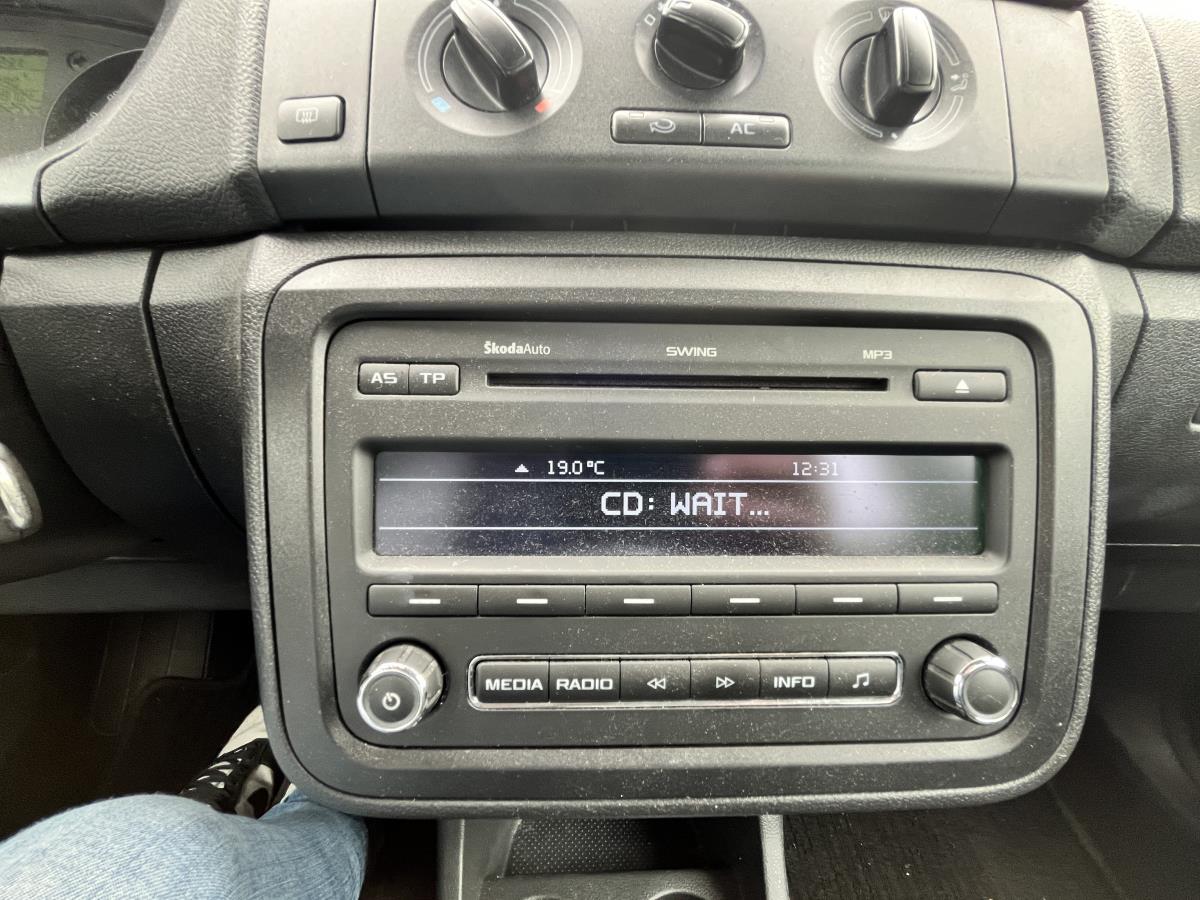 AC
ŠkodaAuto SWING MP3
AS TP
19.0°C 12:31
CD: WAIT...
MEDIA RADIO INFO